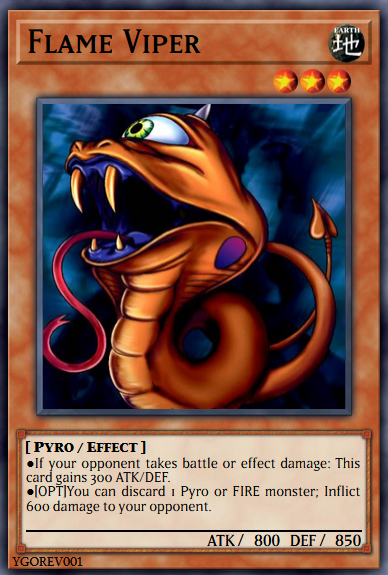 Flame Viper
EARTH
地
[ Pyro / Effect ]
●If your opponent takes battle or effect damage: This
card gains 300 ATK/DEF.
●[OPT]You can discard 1 Pyro or FIRE monster; Inflict
600 damage to your opponent.
ATK / 800 DEF / 850
YGOREV001